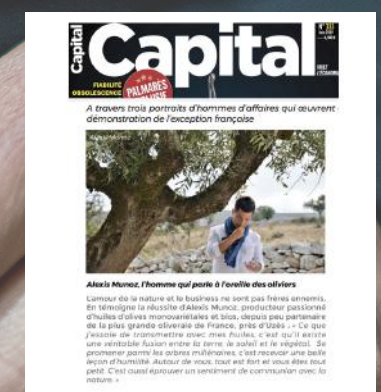 Capital
Capital
FIABILITÉ
OBSOLESCENCE
PALMARÈS
A travers trois portraits d'hommes d'affaires qui œuvrent
démonstration de l'exception française
Alexis Munoz, l'homme qui parle à l'oreille des oliviers
L'amour de la nature et le business ne sont pas frères ennemis.
En témoigne la réussite d'Alexis Munoz, producteur passionné
d'huiles d'olives monovariétales et bios, depuis peu partenaire
de la plus grande oliveraie de France, près d'Uzès : « Ce que
j'essaie de transmettre avec mes huiles, c'est qu'il existe
une véritable fusion entre la terre, le soleil et le végétal. Se
promener parmi les arbres millénaires, c'est recevoir une belle
leçon d'humilité. Autour de vous, tout est fort et vous êtes tout
petit. C'est aussi éprouver un sentiment de communion avec la
nature. »